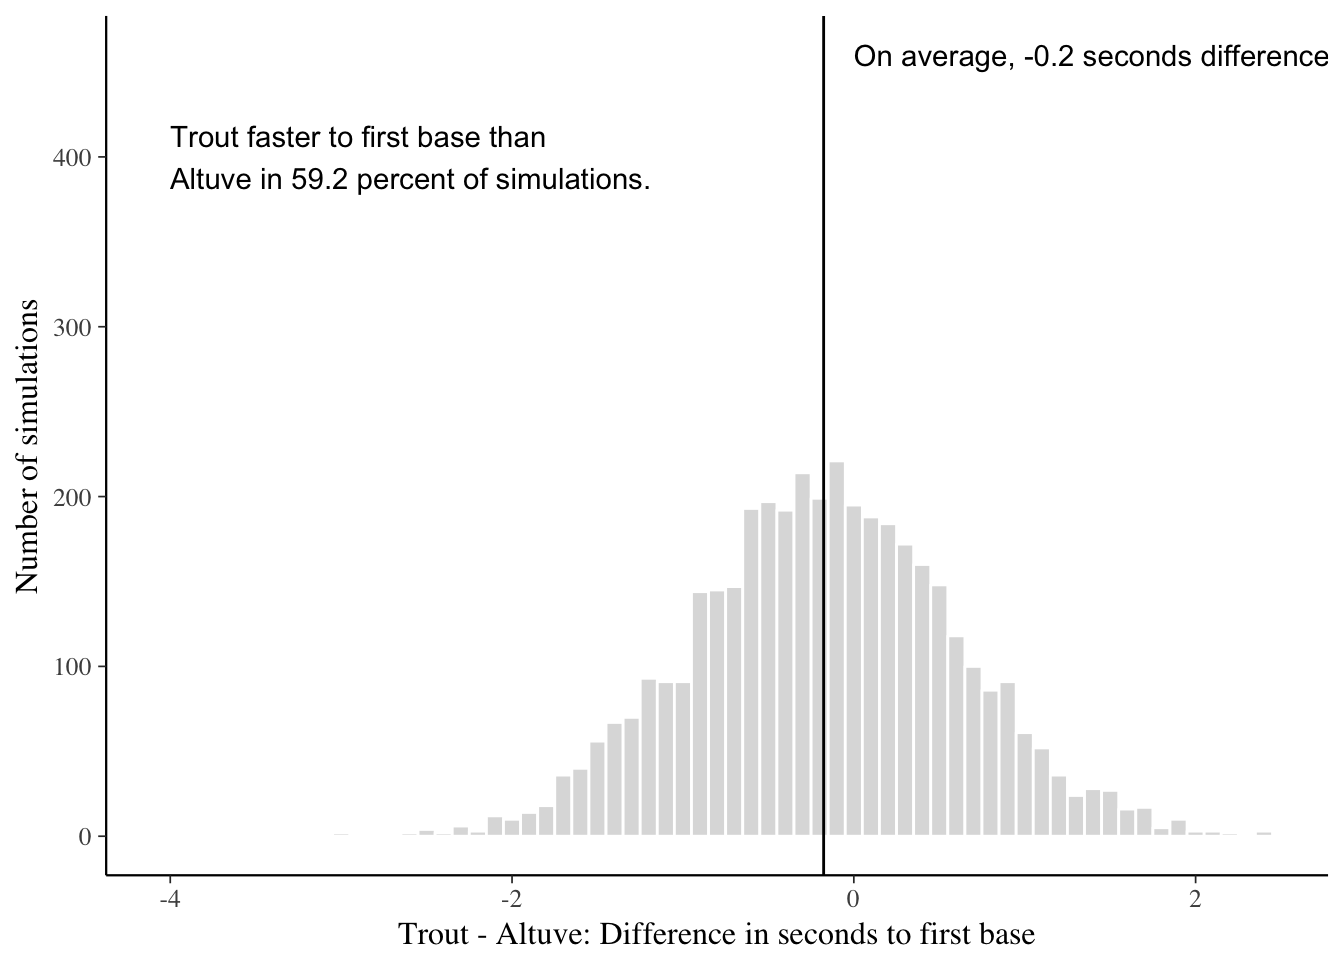 On average, -0.2 seconds difference
Trout faster to first base than
Altuve in 59.2 percent of simulations.
Number of simulations
400
300
200
100
0
-4 -2 0 2
Trout - Altuve: Difference in seconds to first base